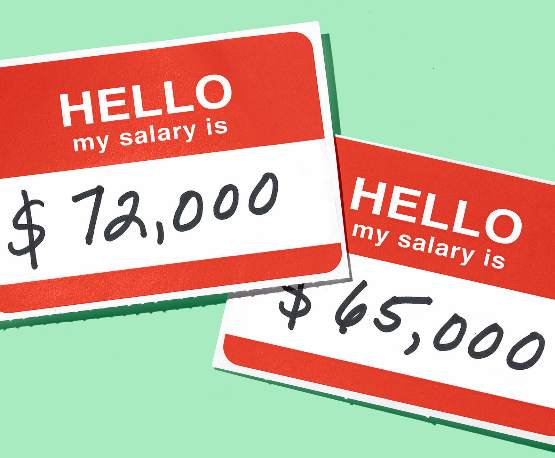 HELLO
my salary is
$ 72,000
HELLO
my salary is
$ 65,000